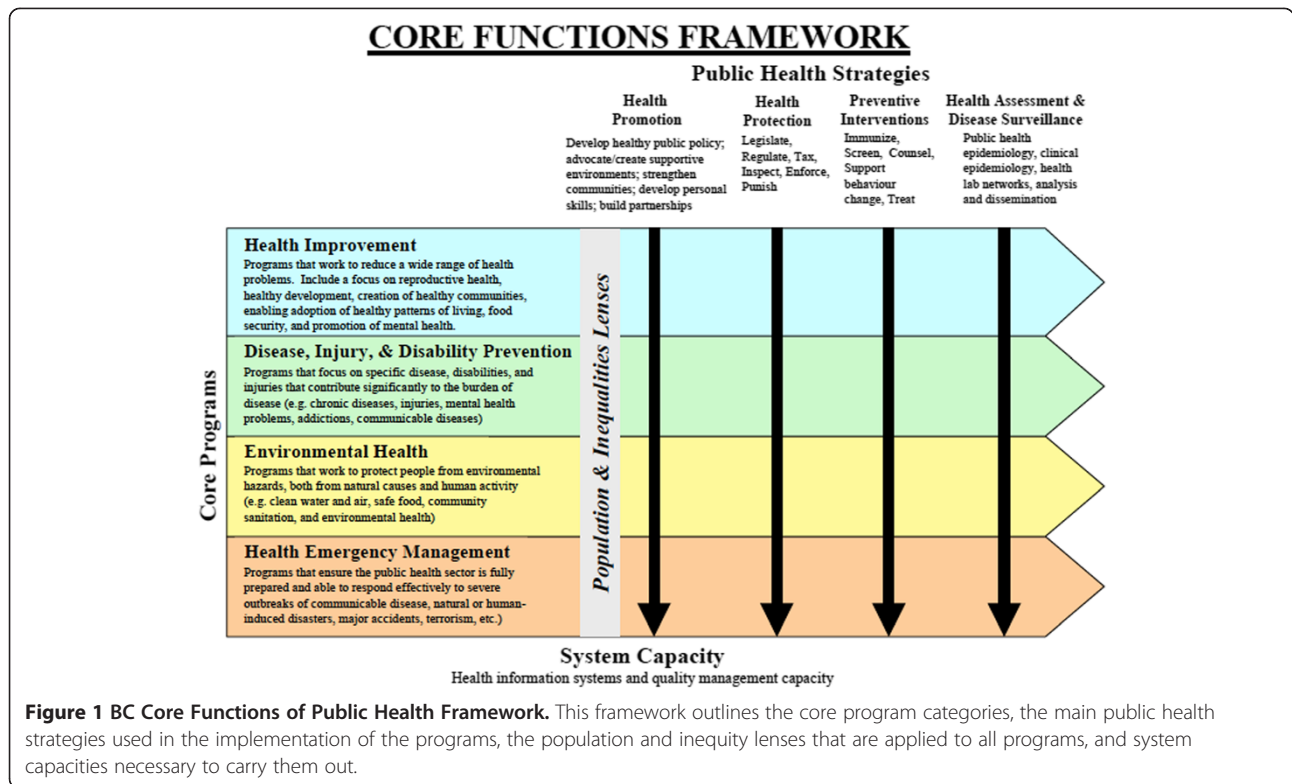 CORE FUNCTIONS FRAMEWORK
Public Health Strategies
Health
Promotion
Develop healthy public policy;
advocate/create supportive
environments; strengthen
communities; develop personal
skills; build partnerships
Health
Protection
Legislate,
Regulate, Tax,
Inspect, Enforce,
Punish
Preventive
Interventions
Immunize,
Screen, Counsel,
Support
behaviour
change, Treat
Health Assessment &
Disease Surveillance
Public health
epidemiology, clinical
epidemiology, health
lab networks, analysis
and dissemination
Core Programs
Health Improvement
Programs that work to reduce a wide range of health
problems. Include a focus on reproductive health,
healthy development, creation of healthy communities,
enabling adoption of healthy patterns of living, food
security, and promotion of mental health.
Disease, Injury, & Disability Prevention
Programs that focus on specific disease, disabilities, and
injuries that contribute significantly to the burden of
disease (e.g. chronic diseases, injuries, mental health
problems, addictions, communicable diseases)
Environmental Health
Programs that work to protect people from environmental
hazards, both from natural causes and human activity
(e.g. clean water and air, safe food, community
sanitation, and environmental health)
Health Emergency Management
Programs that ensure the public health sector is fully
prepared and able to respond effectively to severe
outbreaks of communicable disease, natural or human-
induced disasters, major accidents, terrorism, etc.)
Population & Inequalities Lenses
System Capacity
Health information systems and quality management capacity
Figure 1 BC Core Functions of Public Health Framework. This framework outlines the core program categories, the main public health
strategies used in the implementation of the programs, the population and inequity lenses that are applied to all programs, and system
capacities necessary to carry them out.